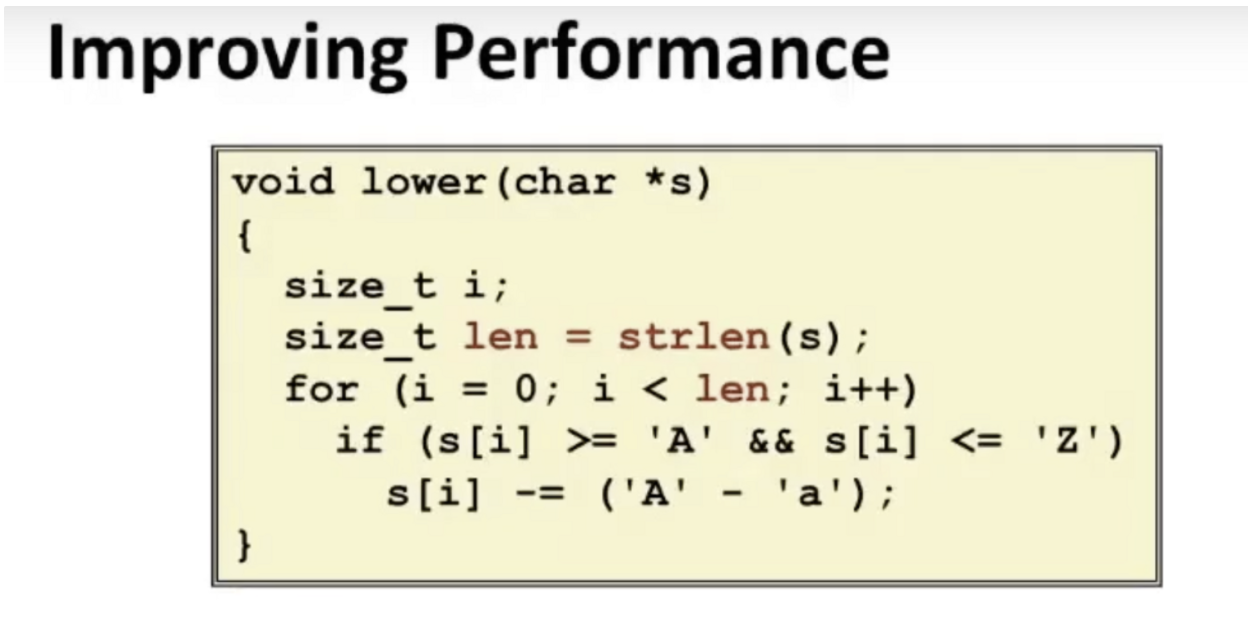 Improving Performance
void lower(char *s)
{
size_t i;
size_t len = strlen(s);
for (i = 0; i < len; i++)
if (s[i] >= 'A' && s[i] <= 'Z')
s[i] -= ('A' - 'a');
}